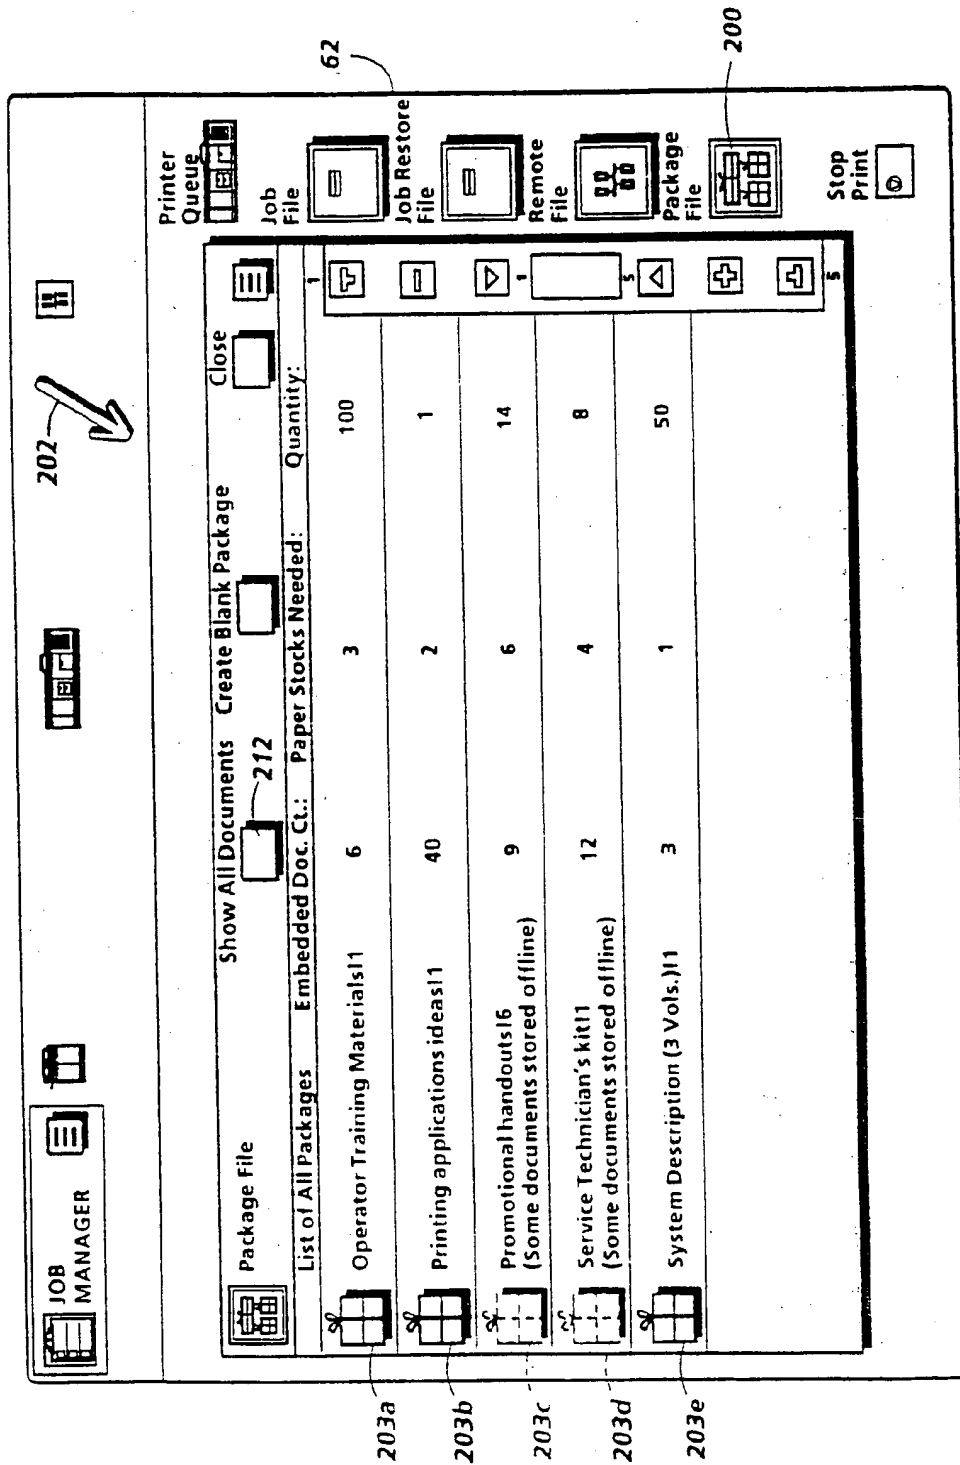 62
200
202
JOB
MANAGER
Printer
Queue
Job
File
Job Restore
File
Remote
File
Package
File
Stop
Print
Package File
Show All Documents
Create Blank Package
Close
212
List of All Packages Embedded Doc. Ct.: Paper Stocks Needed: Quantity:
Operator Training Materials!1 6 3 100
Printing applications ideas!1 40 2 1
Promotional handouts!6 9 6 14
(Some documents stored offline)
Service Technician's kit!1 12 4 8
(Some documents stored offline)
System Description (3 Vols.)!1 3 1 50
1
1
5
5
203a
203b
203c
203d
203e